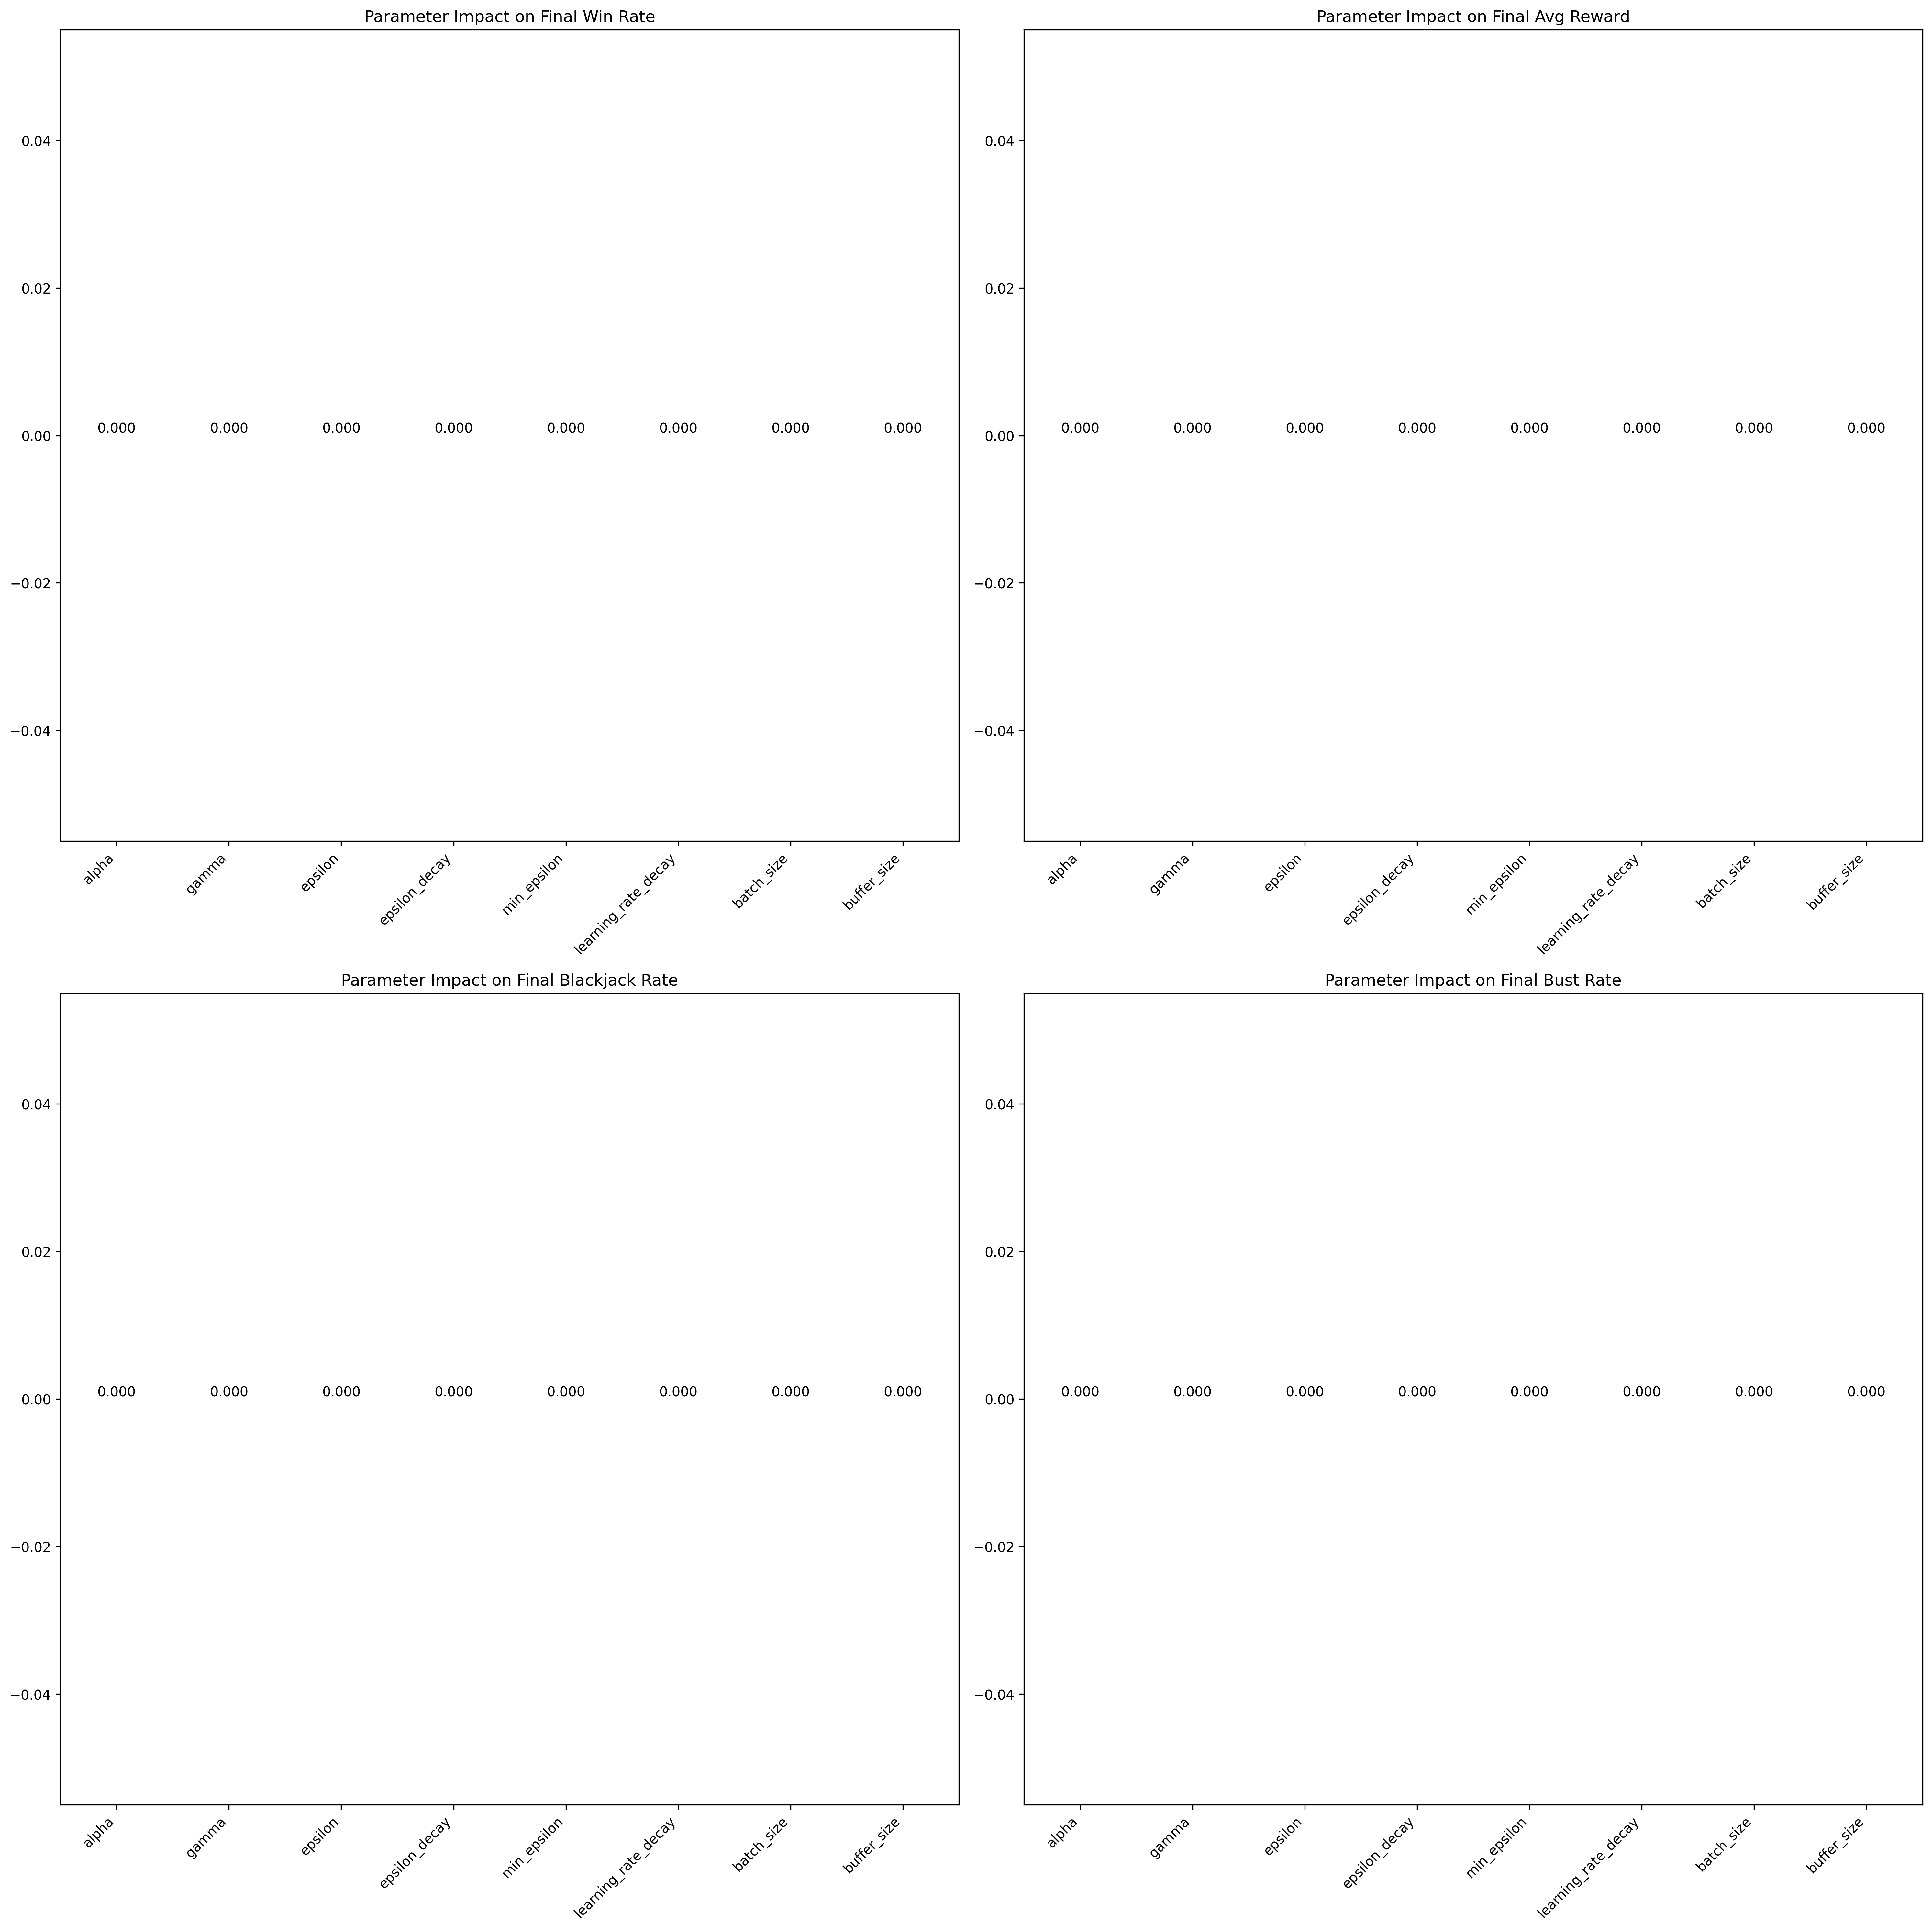 Parameter Impact on Final Win Rate
0.04
0.02
0.00
−0.02
−0.04
0.000 0.000 0.000 0.000 0.000 0.000 0.000 0.000
alpha gamma epsilon epsilon_decay min_epsilon learning_rate_decay batch_size buffer_size
Parameter Impact on Final Avg Reward
0.04
0.02
0.00
−0.02
−0.04
0.000 0.000 0.000 0.000 0.000 0.000 0.000 0.000
alpha gamma epsilon epsilon_decay min_epsilon learning_rate_decay batch_size buffer_size
Parameter Impact on Final Blackjack Rate
0.04
0.02
0.00
−0.02
−0.04
0.000 0.000 0.000 0.000 0.000 0.000 0.000 0.000
alpha gamma epsilon epsilon_decay min_epsilon learning_rate_decay batch_size buffer_size
Parameter Impact on Final Bust Rate
0.04
0.02
0.00
−0.02
−0.04
0.000 0.000 0.000 0.000 0.000 0.000 0.000 0.000
alpha gamma epsilon epsilon_decay min_epsilon learning_rate_decay batch_size buffer_size